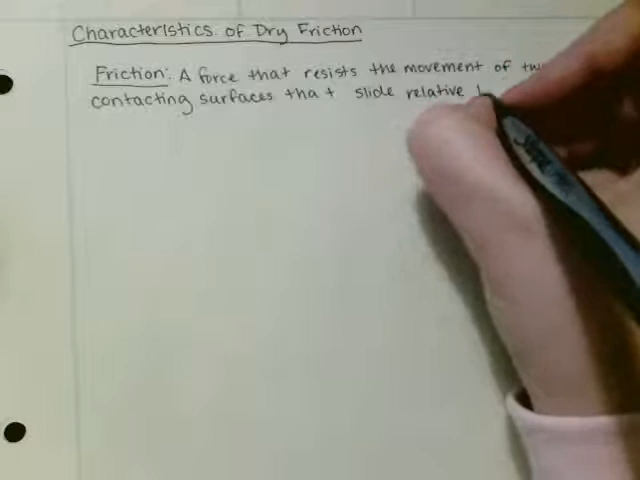 Characteristics of Dry Friction
Friction: A force that resists the movement of
contacting surfaces that slide relative